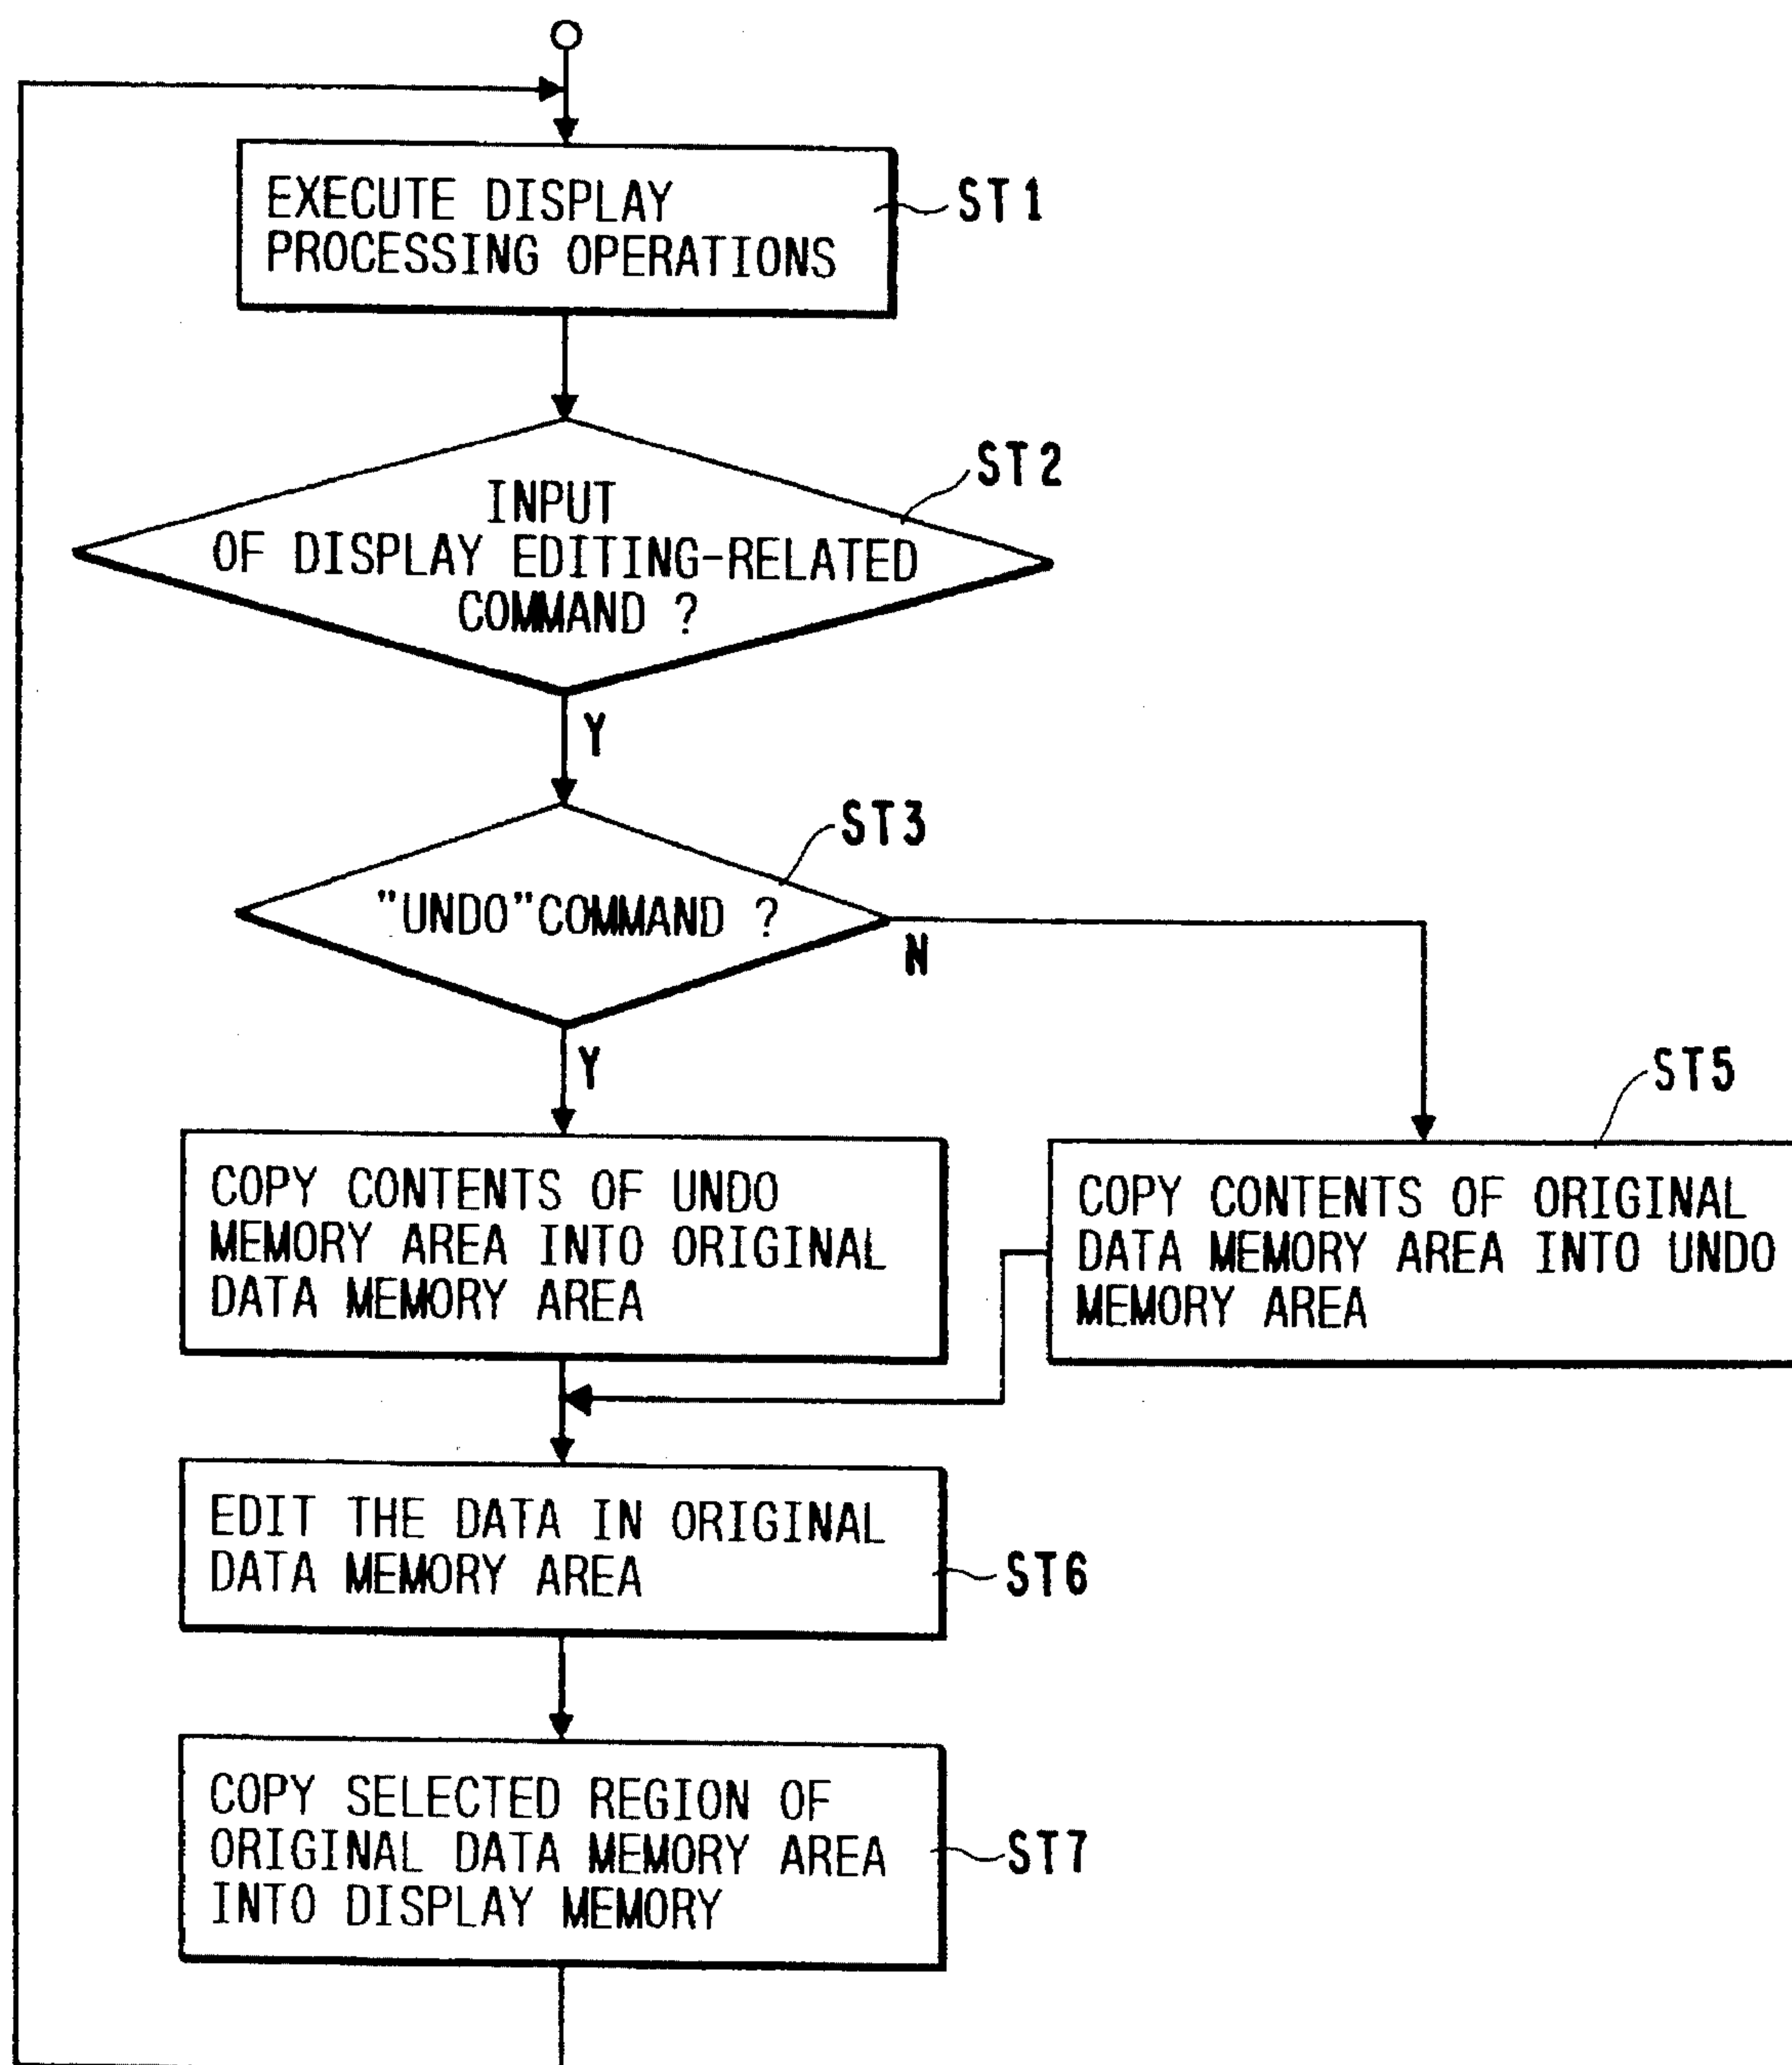 EXECUTE DISPLAY
PROCESSING OPERATIONS
ST1
INPUT
OF DISPLAY EDITING-RELATED
COMMAND ?
ST2
Y
"UNDO"COMMAND ?
ST3
N
Y
COPY CONTENTS OF UNDO
MEMORY AREA INTO ORIGINAL
DATA MEMORY AREA
ST5
COPY CONTENTS OF ORIGINAL
DATA MEMORY AREA INTO UNDO
MEMORY AREA
EDIT THE DATA IN ORIGINAL
DATA MEMORY AREA
ST6
COPY SELECTED REGION OF
ORIGINAL DATA MEMORY AREA
INTO DISPLAY MEMORY
ST7